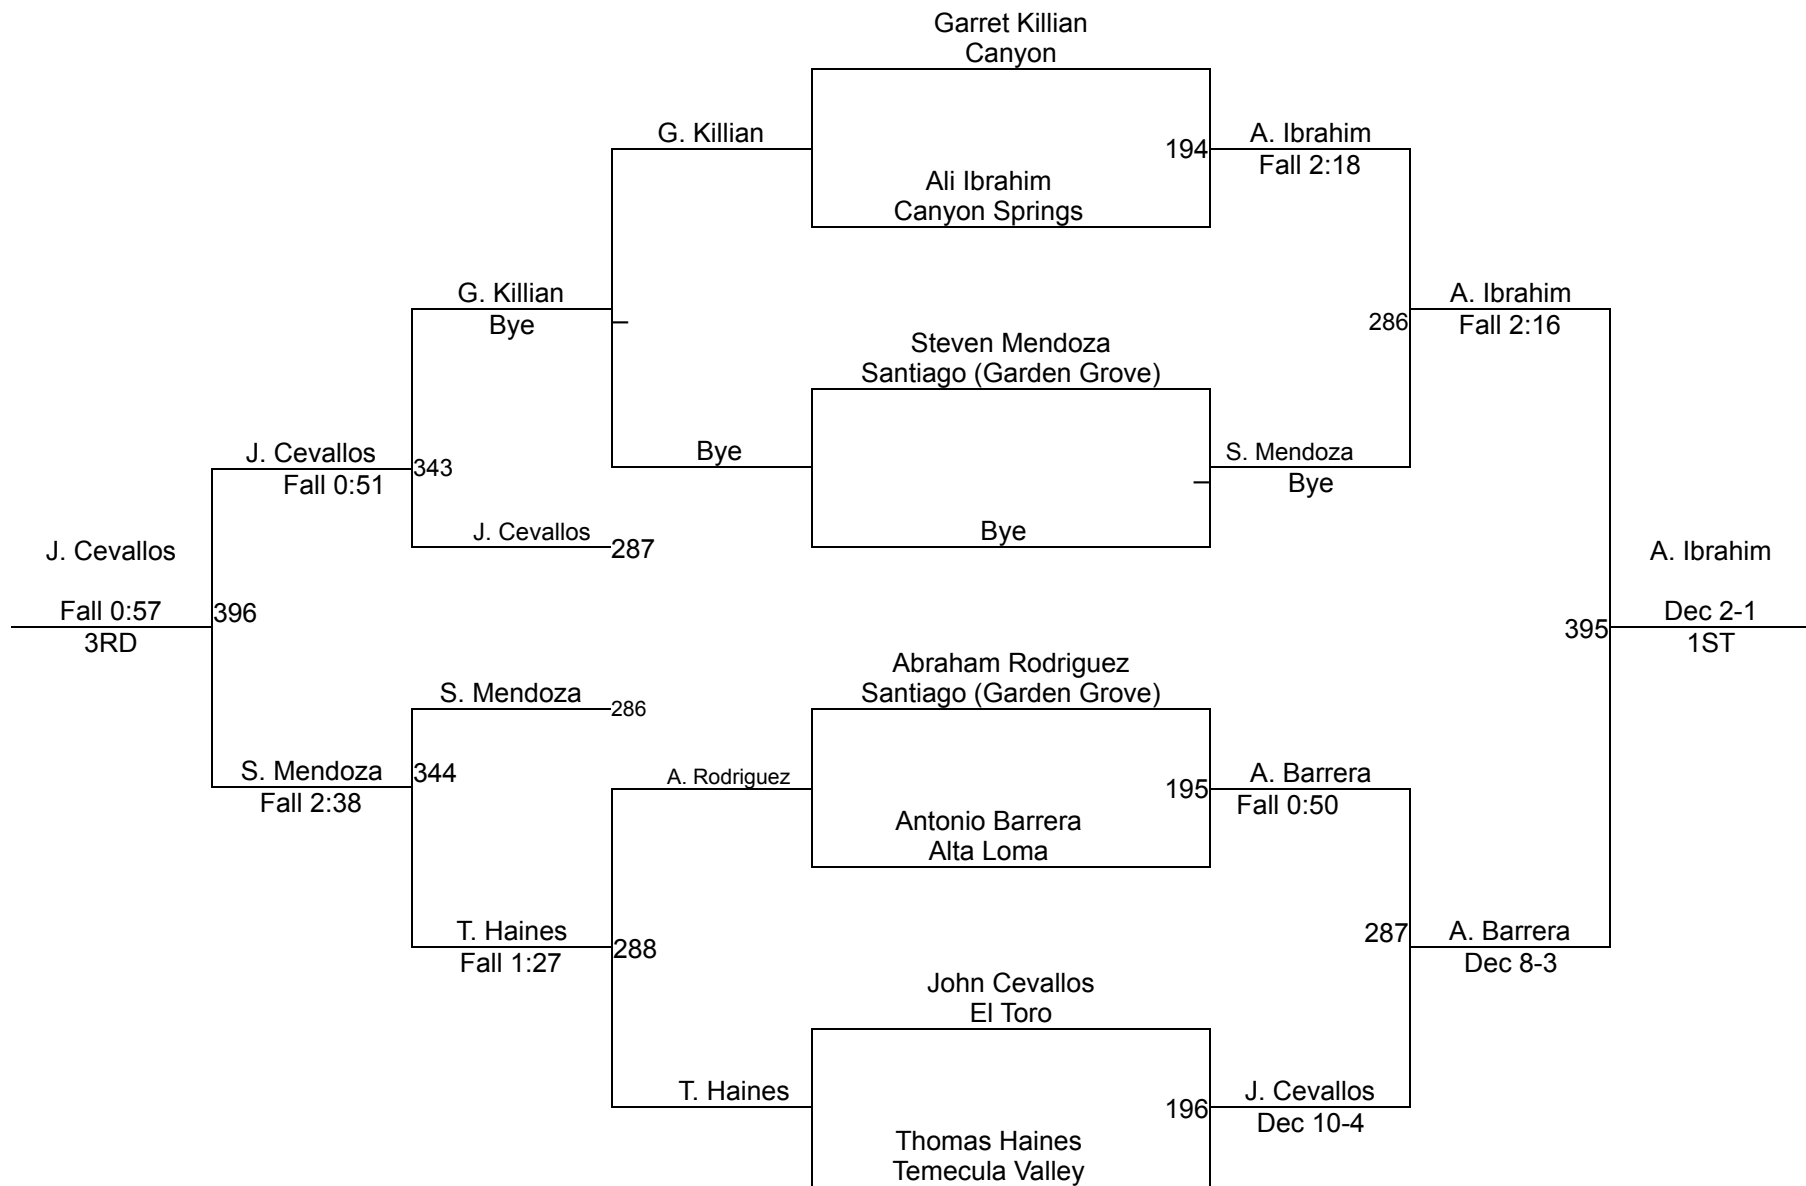 Garret Killian
Canyon
G. Killian
194
A. Ibrahim
Fall 2:18
Ali Ibrahim
Canyon Springs
G. Killian
Bye
286
A. Ibrahim
Fall 2:16
Steven Mendoza
Santiago (Garden Grove)
J. Cevallos
Fall 0:51
343
Bye
S. Mendoza
Bye
J. Cevallos
287
Bye
J. Cevallos
Fall 0:57
3RD
396
A. Ibrahim
Dec 2-1
1ST
395
Abraham Rodriguez
Santiago (Garden Grove)
S. Mendoza
286
S. Mendoza
Fall 2:38
344
A. Rodriguez
195
A. Barrera
Fall 0:50
Antonio Barrera
Alta Loma
T. Haines
Fall 1:27
288
287
A. Barrera
Dec 8-3
John Cevallos
El Toro
T. Haines
196
J. Cevallos
Dec 10-4
Thomas Haines
Temecula Valley